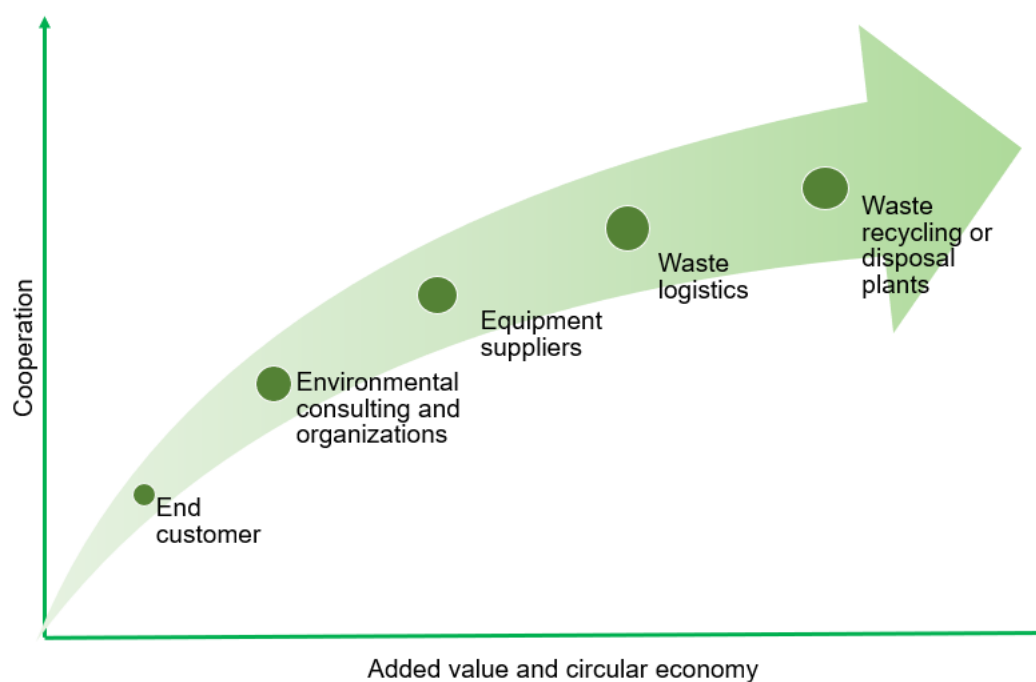 Cooperation
Waste
recycling or
disposal
plants
Waste
logistics
Equipment
suppliers
Environmental
consulting and
organizations
End
customer
Added value and circular economy